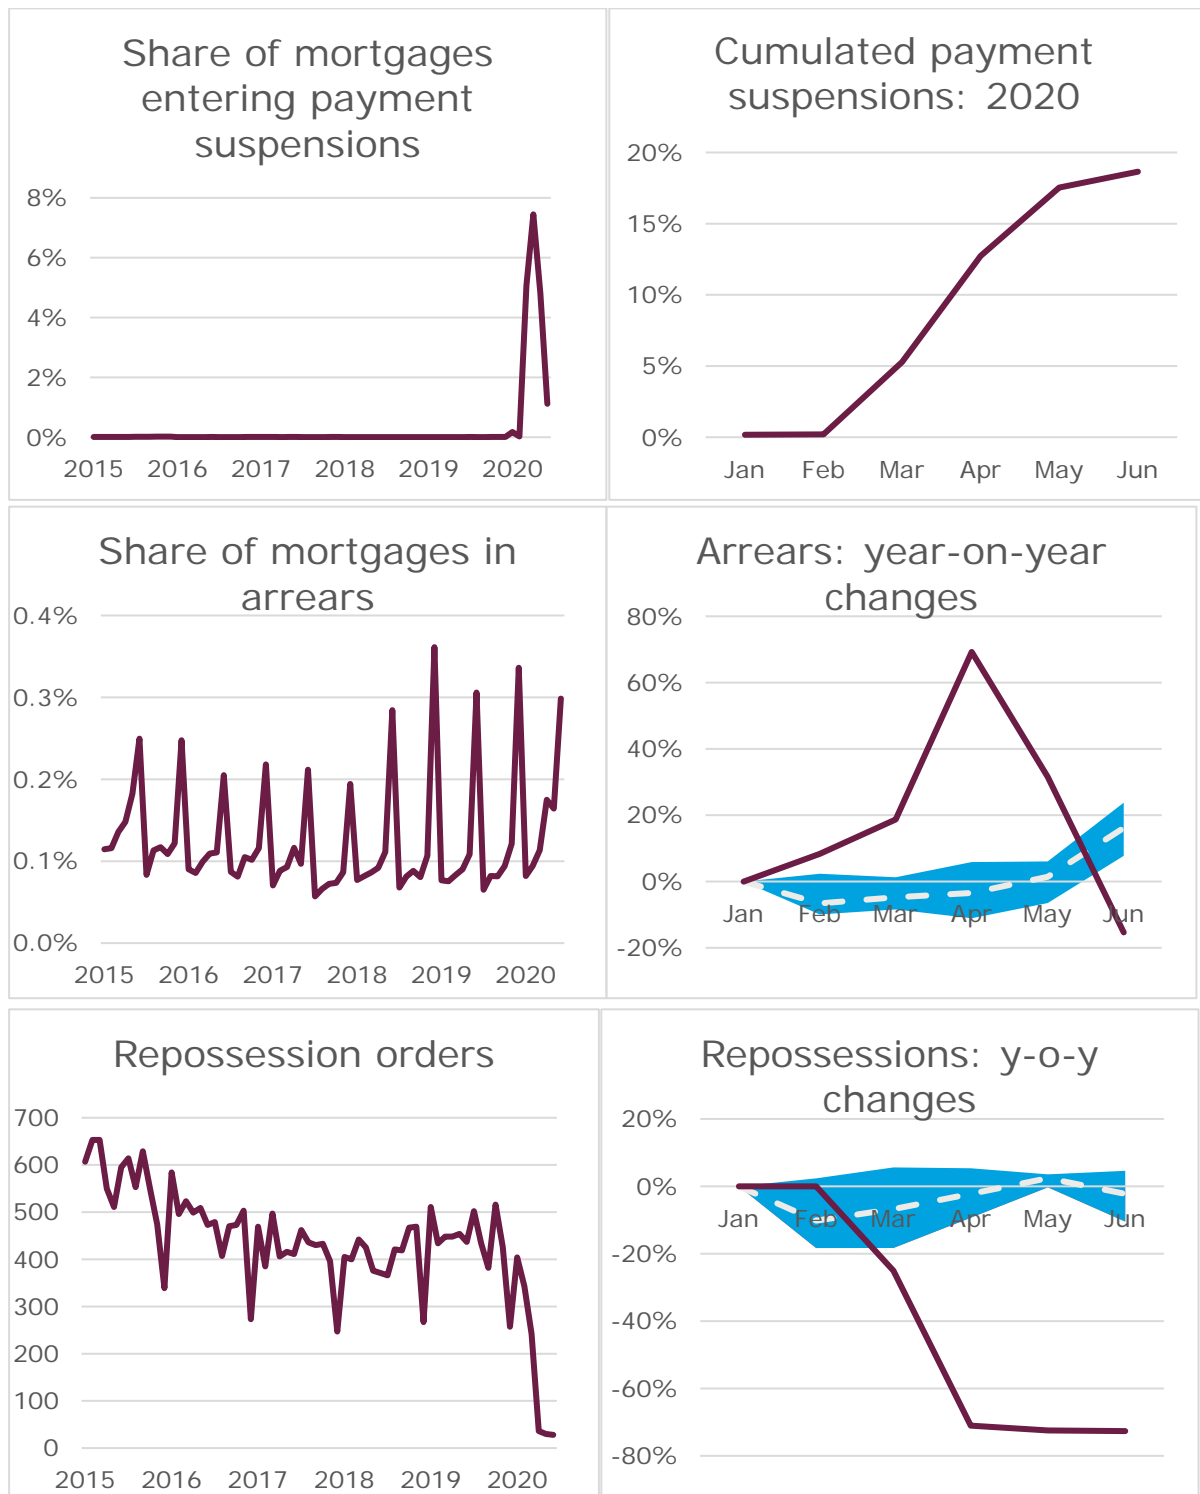 Share of mortgages
entering payment
suspensions
8%
6%
4%
2%
0%
2015 2016 2017 2018 2019 2020
Cumulated payment
suspensions: 2020
20%
15%
10%
5%
0%
Jan Feb Mar Apr May Jun
Share of mortgages in
arrears
0.4%
0.3%
0.2%
0.1%
0.0%
2015 2016 2017 2018 2019 2020
Arrears: year-on-year
changes
80%
60%
40%
20%
0%
Jan Feb Mar Apr May Jun
-20%
Repossession orders
700
600
500
400
300
200
100
0
2015 2016 2017 2018 2019 2020
Repossessions: y-o-y
changes
20%
0%
Jan Feb Mar Apr May Jun
-20%
-40%
-60%
-80%